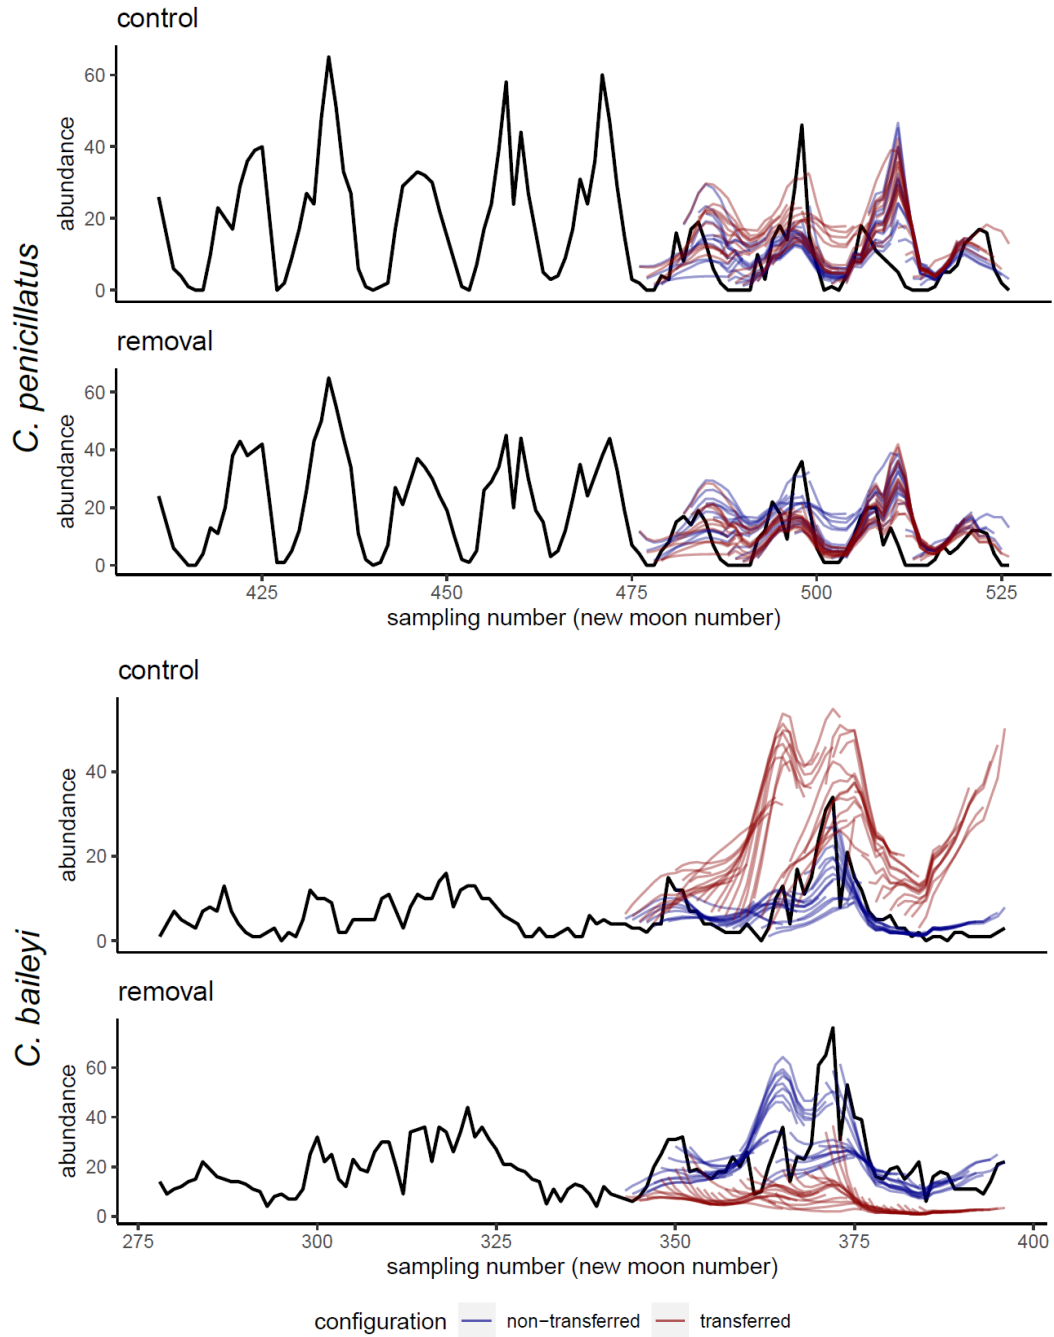 control
60
40
20
0
abundance
removal
60
40
20
0
abundance
425 450 475 500 525
sampling number (new moon number)
C. penicillatus
control
40
20
0
abundance
removal
60
40
20
0
abundance
275 300 325 350 375 400
sampling number (new moon number)
C. baileyi
configuration non−transferred transferred